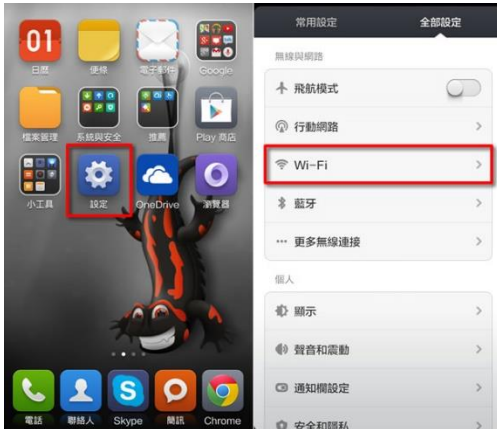 01
日曆
便條
電子郵件
Google
檔案管理
系統與安全
推薦
Play 商店
小工具
設定
OneDrive
瀏覽器
電話
聯絡人
Skype
簡訊
Chrome
常用設定
全部設定
無線與網路
飛航模式
行動網路
Wi-Fi
藍牙
更多無線連接
個人
顯示
聲音和震動
通知欄設定
安全和隱私